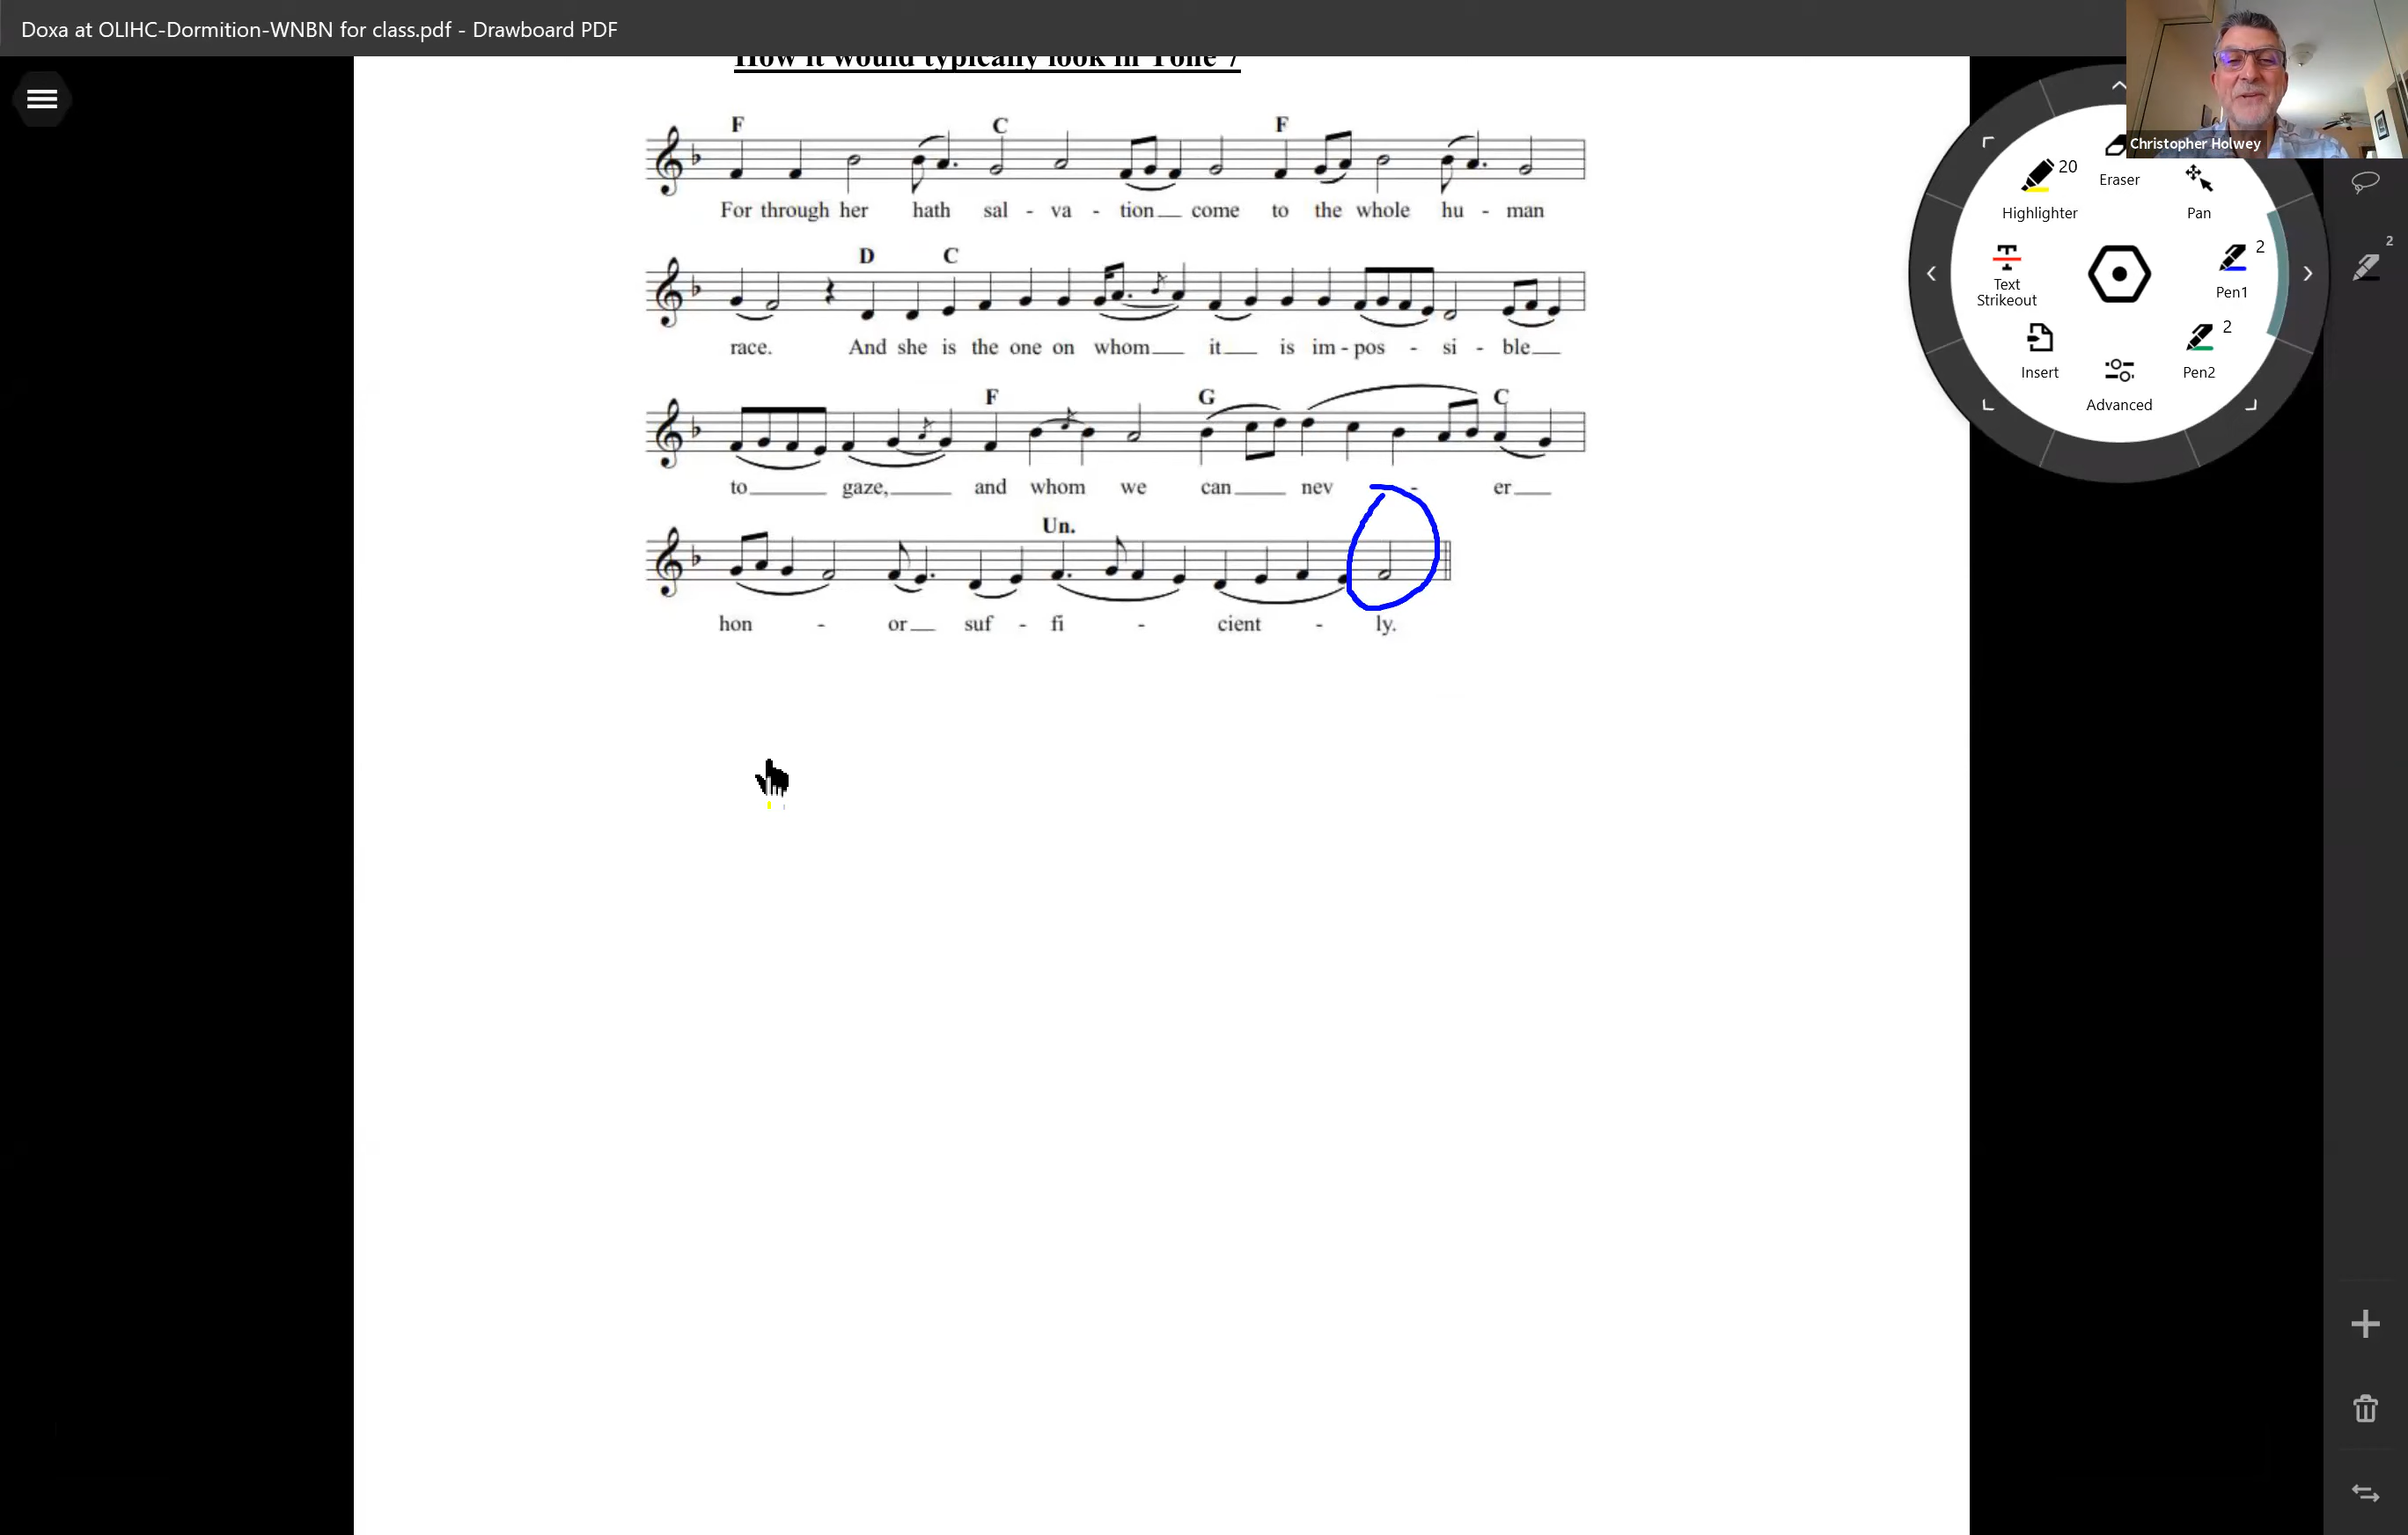 Doxa at OLIHC-Dormition-WNBN for class.pdf - Drawboard PDF
How it would typically look in Tone 7
F C F
For through her hath sal - va - tion come to the whole hu - man
D C
race. And she is the one on whom it is im - pos - si - ble
F G C
to gaze, and whom we can nev - er
Un.
hon - or suf - fi - cient - ly.
Christopher Holwey
Eraser
20
Highlighter
Pan
2
Text
Strikeout
Pen1
2
Insert
Pen2
Advanced
2